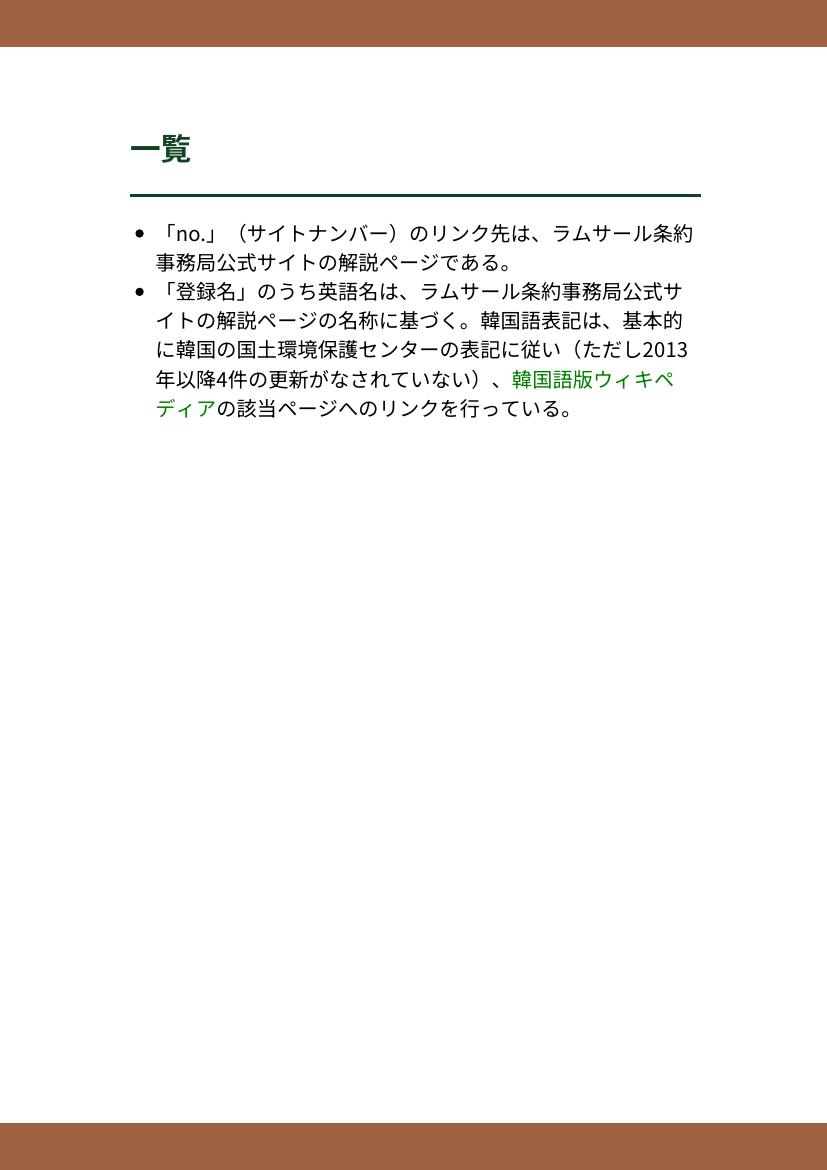 一覧
• 「no.」（サイトナンバー）のリンク先は、ラムサール条約
事務局公式サイトの解説ページである。
• 「登録名」のうち英語名は、ラムサール条約事務局公式サ
イトの解説ページの名称に基づく。韓国語表記は、基本的
に韓国の国土環境保護センターの表記に従い（ただし2013
年以降4件の更新がなされていない）、韓国語版ウィキペ
ディアの該当ページへのリンクを行っている。